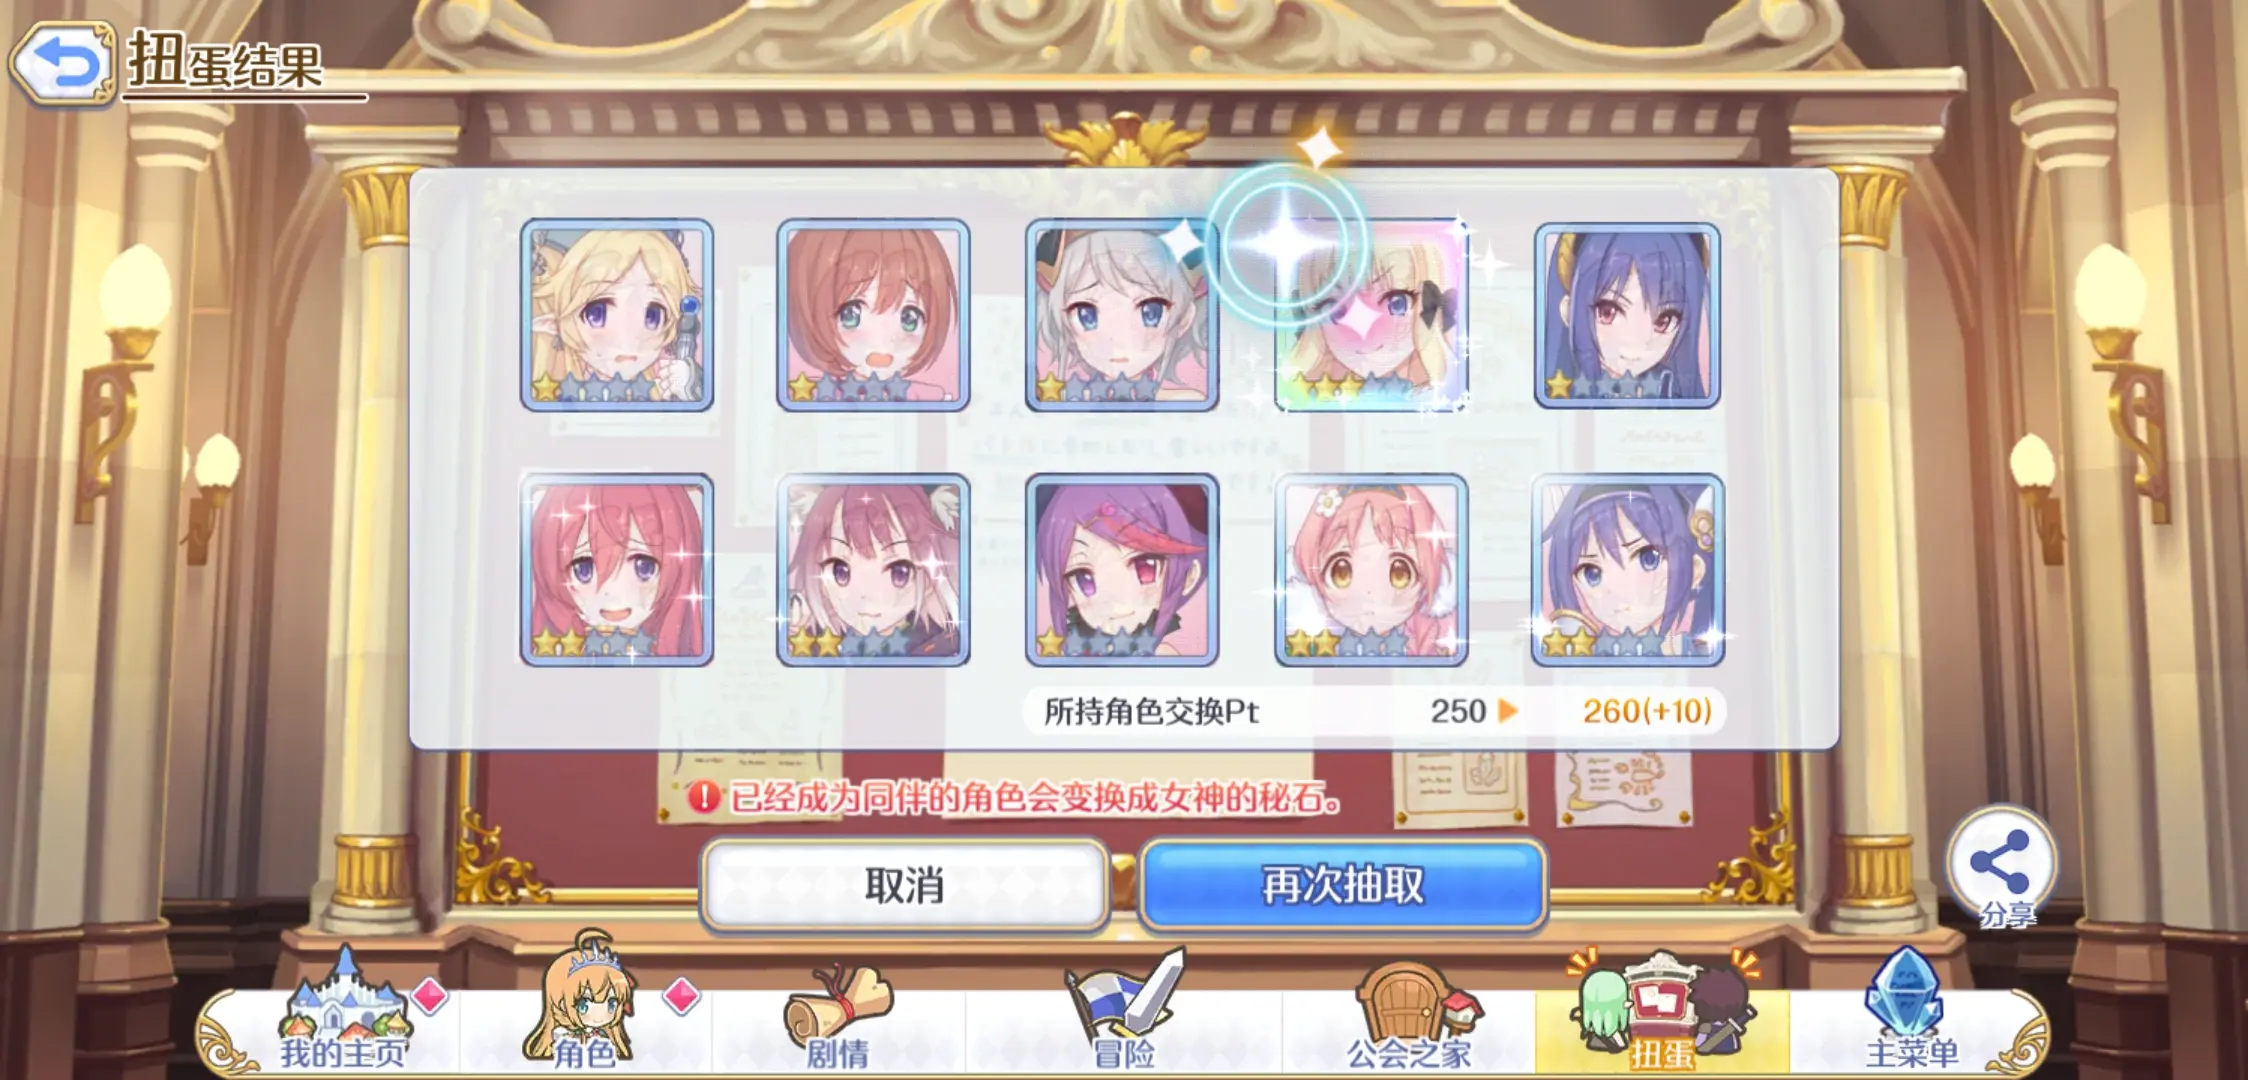 扭蛋结果
所持角色交换Pt 250 260(+10)
已经成为同伴的角色会变换成女神的秘石。
取消
再次抽取
分享
我的主页
角色
剧情
冒险
公会之家
扭蛋
主菜单